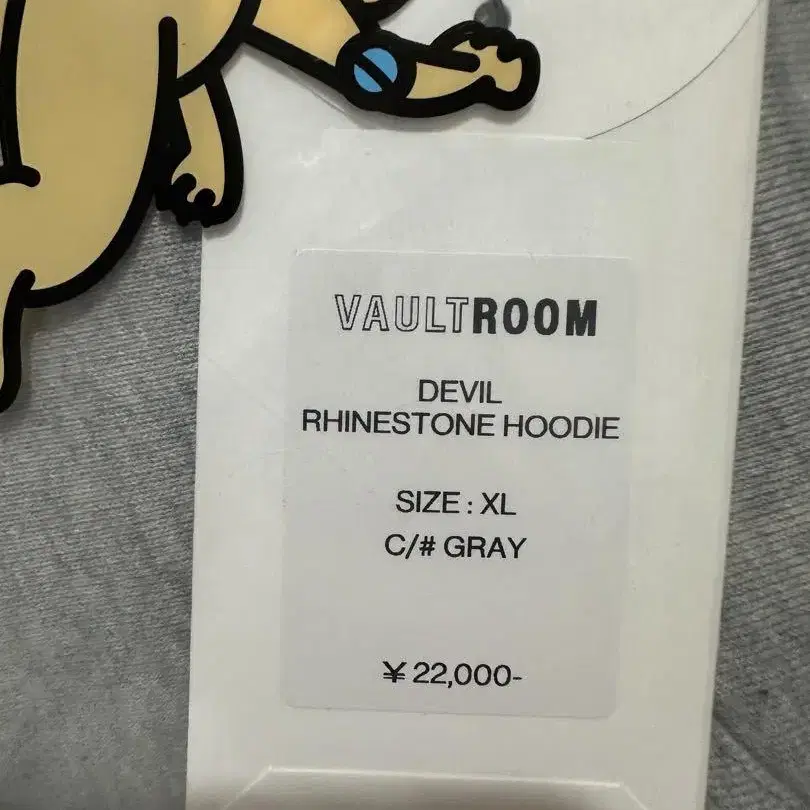 VAULTROOM
DEVIL
RHINESTONE HOODIE
SIZE : XL
C/# GRAY
¥ 22,000-